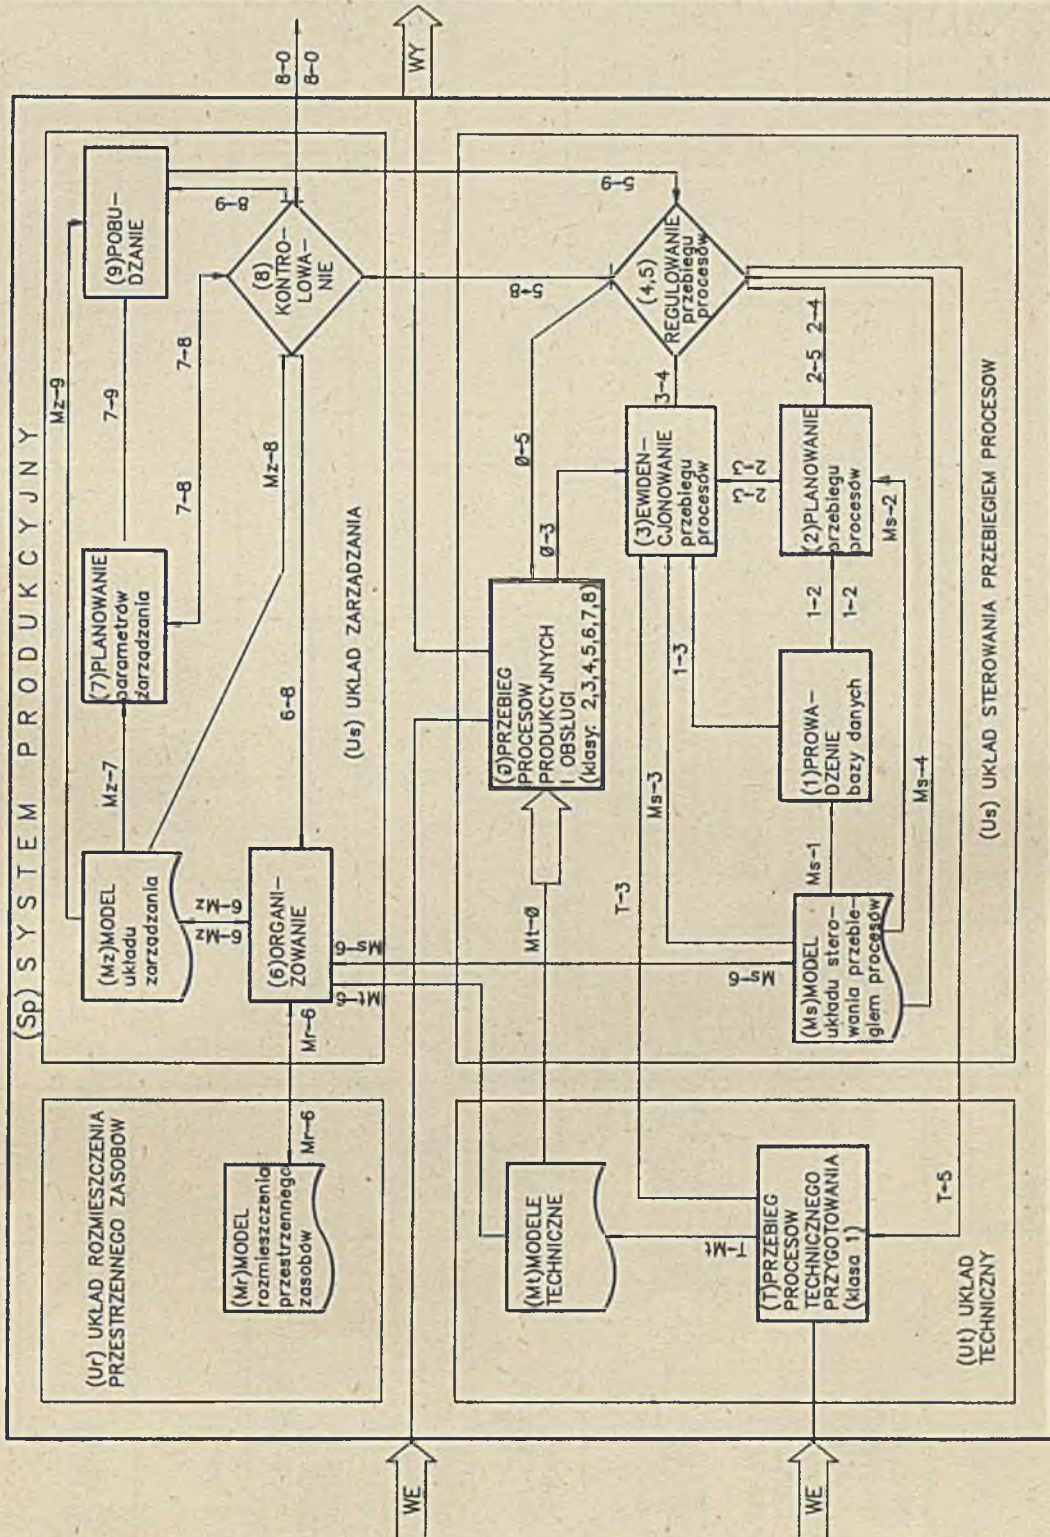 (Sp) SYSTEM PRODUKCYJNY
(Ur) UKŁAD ROZMIESZCZENIA
PRZESTRZENNEGO ZASOBÓW
(Mr)MODEL
rozmieszczenia
przestrzennego
zasobów
Mr-6
Mr-6
(Mz)MODEL
układu
zarządzania
6-Mz
6-Mz
(6)ORGANI-
ZOWANIE
Ms-6
Mt-6
Mz-7
(7)PLANOWANIE
parametrów
zarządzania
Mz-9
7-9
7-8
7-8
Mz-8
6-8
(9)POBU-
DZANIE
8-9
(8)
KONTRO-
LOWA-
NIE
8-0
8-0
(Us) UKŁAD ZARZĄDZANIA
WE
WY
(Mt)MODELE
TECHNICZNE
Mt-Ø
T-Mt
(T)PRZEBIEG
PROCESOW
TECHNICZNEGO
PRZYGOTOWANIA
(klasa 1)
WE
(Ut) UKŁAD
TECHNICZNY
T-5
T-3
(Ø)PRZEBIEG
PROCESOW
PRODUKCYJNYCH
I OBSŁUGI
(klasy: 2,3,4,5,6,7,8)
Ø-5
Ø-3
5-8
5-9
(4,5)
REGULOWANIE
przebiegu
procesów
3-4
(3)EWIDEN-
CJONOWANIE
przebiegu
procesów
Ms-3
1-3
2-3
2-3
Ms-6
(Ms)MODEL
układu stero-
wania przebie-
giem procesów
Ms-1
(1)PROWA-
DZENIE
bazy danych
1-2
1-2
(2)PLANOWANIE
przebiegu
procesów
2-5 2-4
Ms-2
Ms-4
(Us) UKŁAD STEROWANIA PRZEBIEGIEM PROCESOW